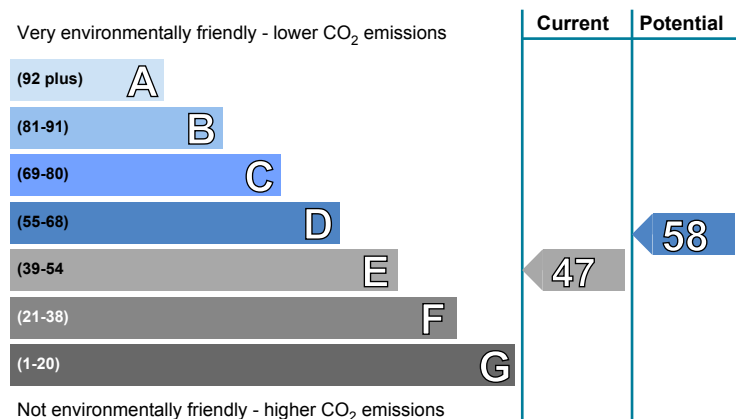 Very environmentally friendly - lower CO₂ emissions
Current
Potential
(92 plus) A
(81-91) B
(69-80) C
(55-68) D
58
(39-54 E
47
(21-38) F
(1-20) G
Not environmentally friendly - higher CO₂ emissions